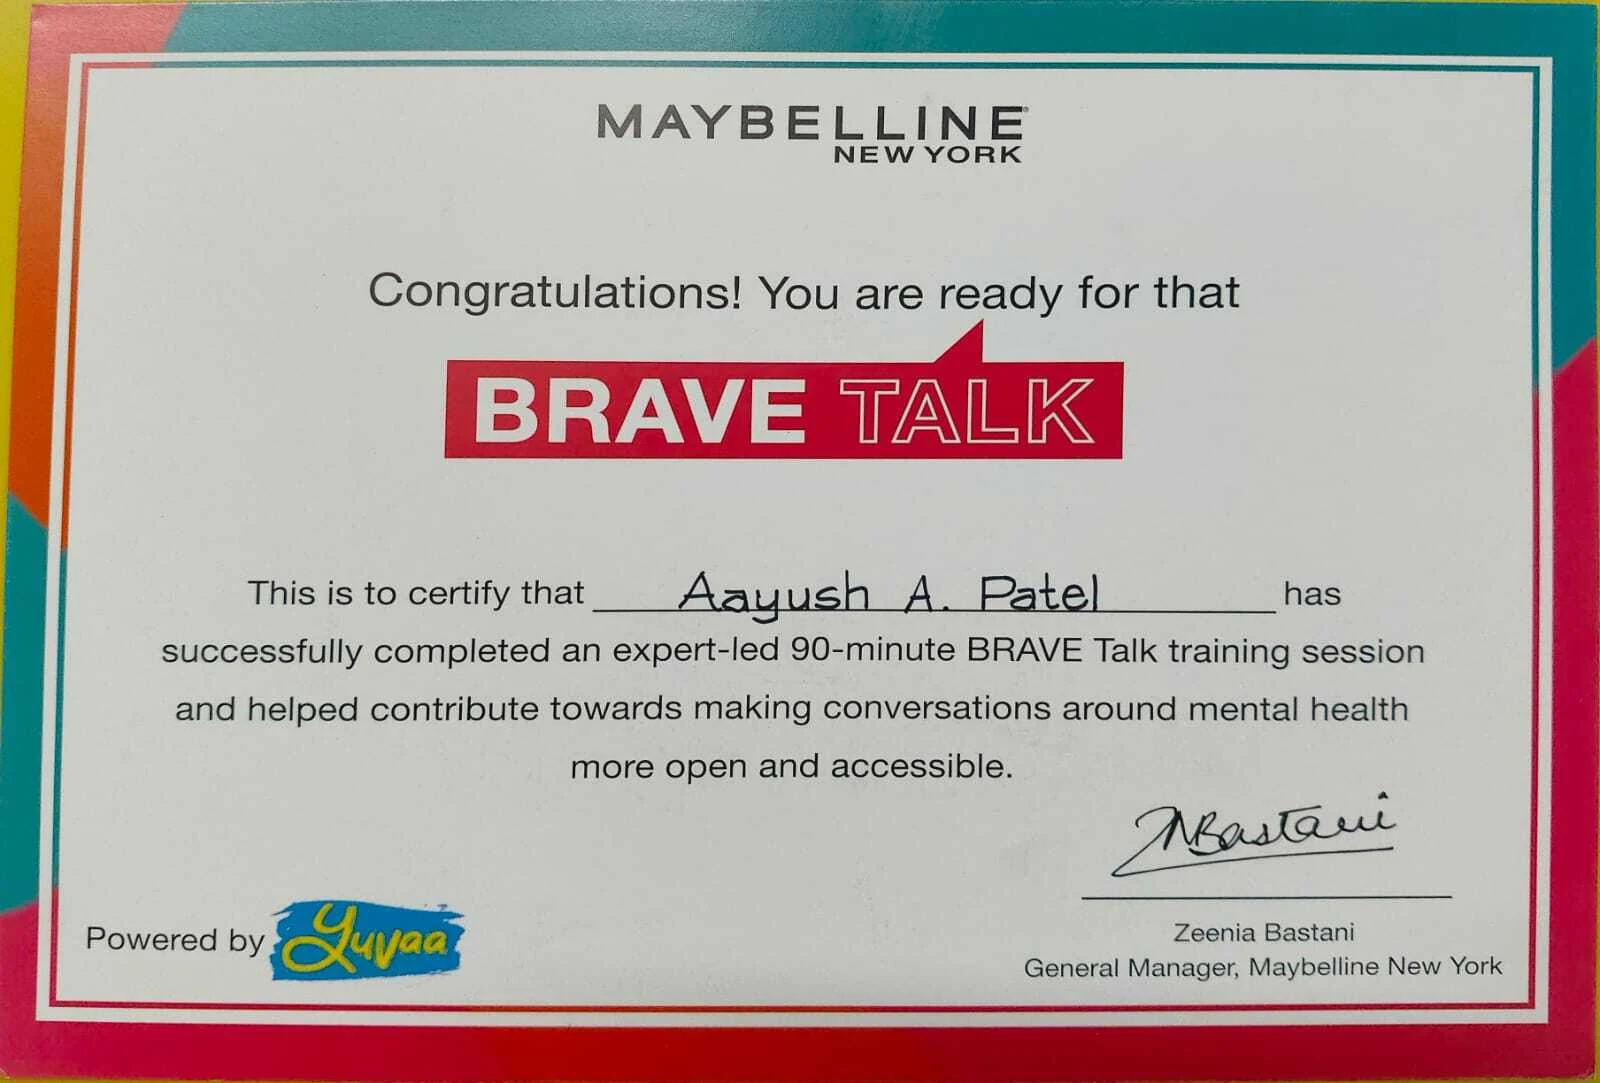 MAYBELLINE
NEW YORK
Congratulations! You are ready for that
BRAVE TALK
This is to certify that Aayush A. Patel has
successfully completed an expert-led 90-minute BRAVE Talk training session
and helped contribute towards making conversations around mental health
more open and accessible.
ZNBastani
Powered by Yuvaa
Zeenia Bastani
General Manager, Maybelline New York